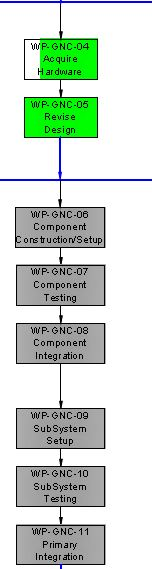 WP-GNC-04
Acquire
Hardware
WP-GNC-05
Revise
Design
WP-GNC-06
Component
Construction/Setup
WP-GNC-07
Component
Testing
WP-GNC-08
Component
Integration
WP-GNC-09
SubSystem
Setup
WP-GNC-10
SubSystem
Testing
WP-GNC-11
Primary
Integration